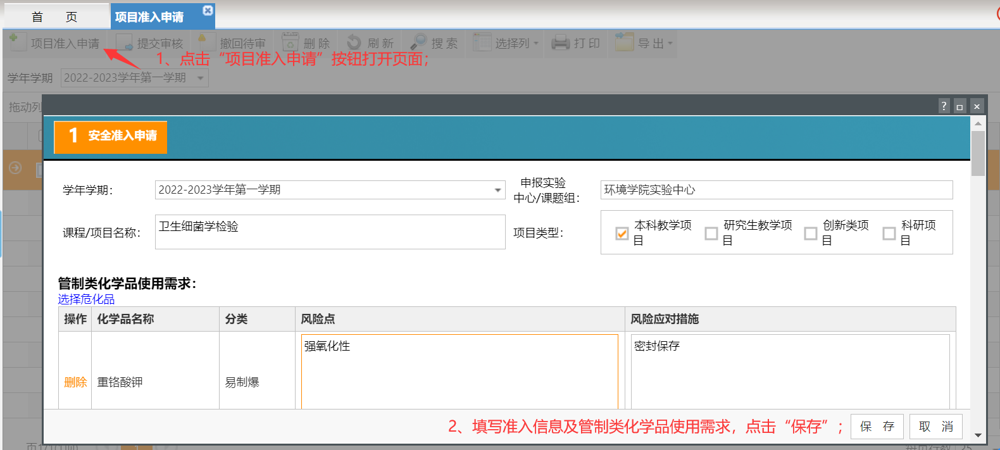 首 页
项目准入申请
项目准入申请
提交审核
撤回待审
删 除
刷 新
搜 索
选择列
打 印
导 出
1、点击“项目准入申请”按钮打开页面；
学年学期
2022-2023学年第一学期
拖动列
?
1 安全准入申请
学年学期：
2022-2023学年第一学期
申报实验
中心/课题组：
环境学院实验中心
课程/项目名称：
卫生细菌学检验
项目类型：
本科教学项
目
研究生教学项
目
创新类项
目
科研项
目
管制类化学品使用需求：
选择危化品
操作
化学品名称
分类
风险点
风险应对措施
删除
重铬酸钾
易制爆
强氧化性
密封保存
2、填写准入信息及管制类化学品使用需求，点击“保存”；
保 存
取 消